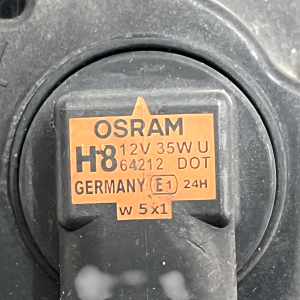 OSRAM
H8 12V 35W U
64212 DOT
GERMANY E1 24H
W 5x1